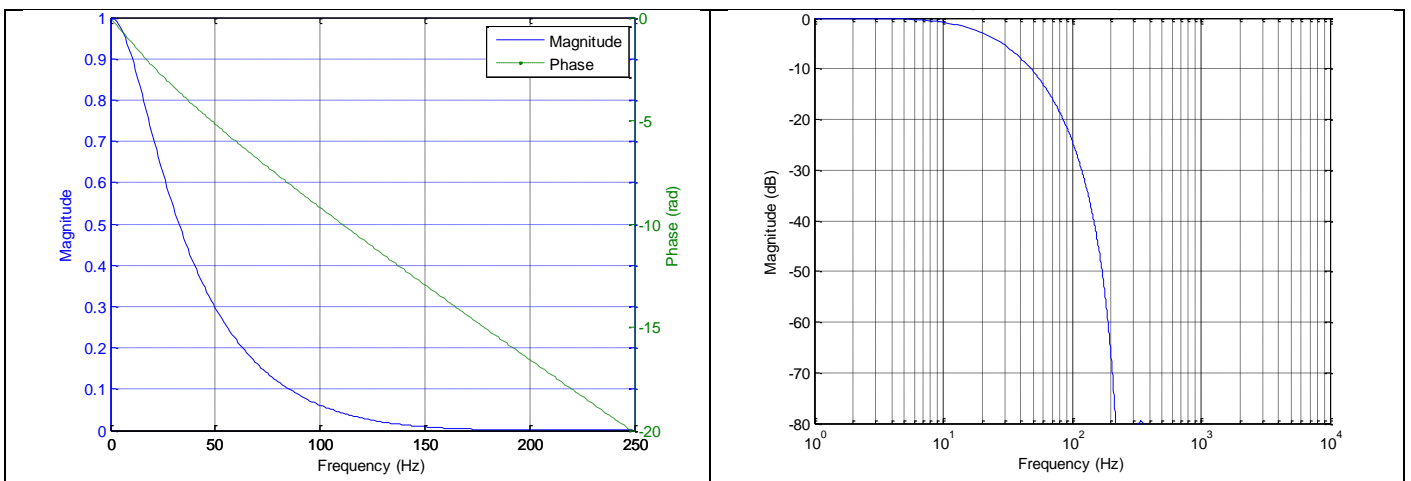 Magnitude
Phase
1
0.9
0.8
0.7
0.6
0.5
0.4
0.3
0.2
0.1
0
Magnitude
0
-5
-10
-15
-20
Phase (rad)
0 50 100 150 200 250
Frequency (Hz)
0
-10
-20
-30
-40
-50
-60
-70
-80
Magnitude (dB)
10^0 10^1 10^2 10^3 10^4
Frequency (Hz)